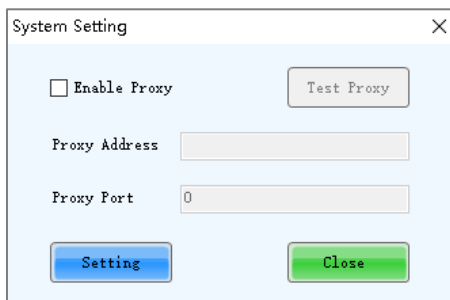 System Setting
Enable Proxy
Test Proxy
Proxy Address
Proxy Port
0
Setting
Close